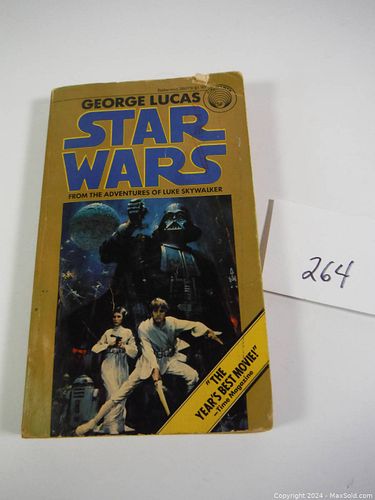 GEORGE LUCAS
STAR
WARS
FROM THE ADVENTURES OF LUKE SKYWALKER
"THE
YEAR'S BEST MOVIE!"
—Time Magazine
264
Copyright © 2024 - MaxSold.com